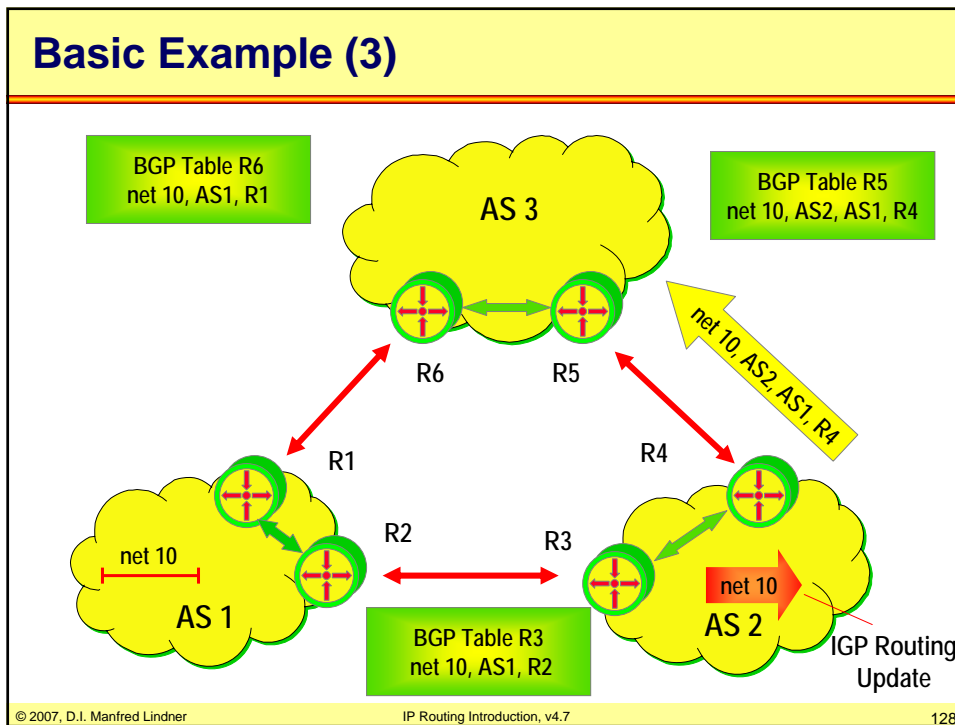 Basic Example (3)
BGP Table R6
net 10, AS1, R1
AS 3
BGP Table R5
net 10, AS2, AS1, R4
net 10, AS2, AS1, R4
R6
R5
R1
R4
R2
R3
net 10
AS 1
net 10
AS 2
BGP Table R3
net 10, AS1, R2
IGP Routing
Update
© 2007, D.I. Manfred Lindner
IP Routing Introduction, v4.7
128